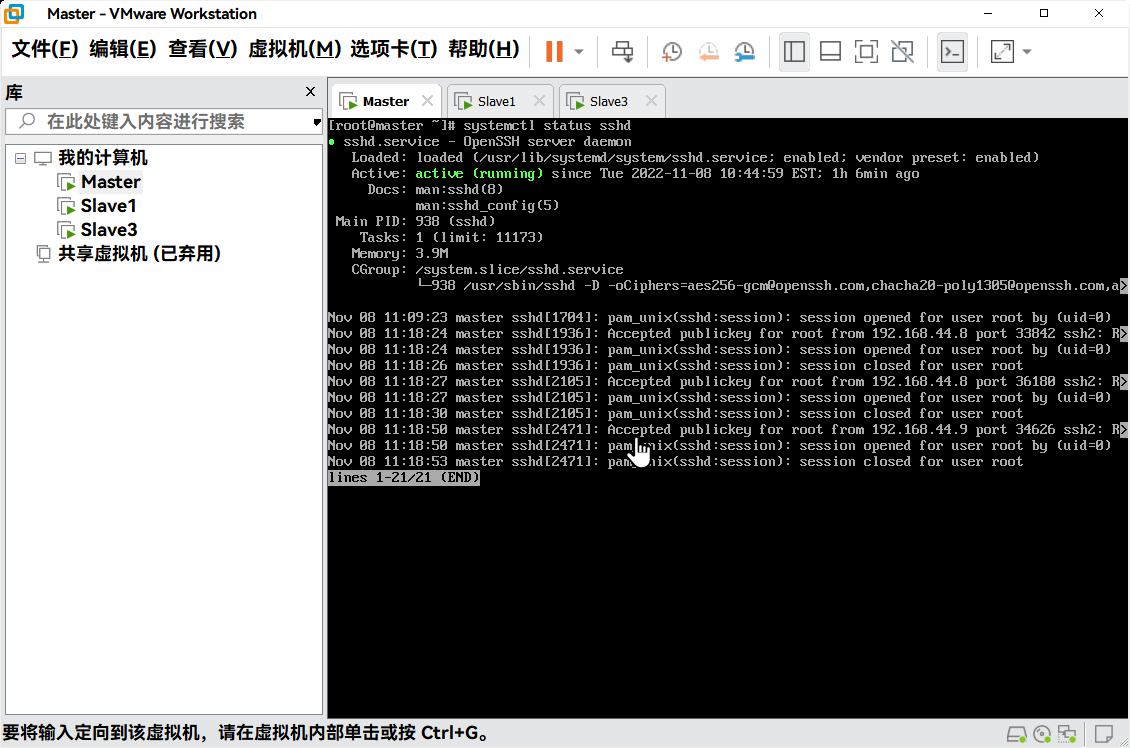 Master - VMware Workstation
文件(F) 编辑(E) 查看(V) 虚拟机(M) 选项卡(T) 帮助(H)
库
在此处键入内容进行搜索
我的计算机
Master
Slave1
Slave3
共享虚拟机 (已弃用)
Master Slave1 Slave3
[root@master ~]# systemctl status sshd
● sshd.service - OpenSSH server daemon
Loaded: loaded (/usr/lib/systemd/system/sshd.service; enabled; vendor preset: enabled)
Active: active (running) since Tue 2022-11-08 10:44:59 EST; 1h 6min ago
Docs: man:sshd(8)
man:sshd_config(5)
Main PID: 938 (sshd)
Tasks: 1 (limit: 11173)
Memory: 3.9M
CGroup: /system.slice/sshd.service
└─938 /usr/sbin/sshd -D -oCiphers=aes256-gcm@openssh.com,chacha20-poly1305@openssh.com,a>
Nov 08 11:09:23 master sshd[1704]: pam_unix(sshd:session): session opened for user root by (uid=0)
Nov 08 11:18:24 master sshd[1936]: Accepted publickey for root from 192.168.44.8 port 33842 ssh2: R>
Nov 08 11:18:24 master sshd[1936]: pam_unix(sshd:session): session opened for user root by (uid=0)
Nov 08 11:18:26 master sshd[1936]: pam_unix(sshd:session): session closed for user root
Nov 08 11:18:27 master sshd[2105]: Accepted publickey for root from 192.168.44.8 port 36180 ssh2: R>
Nov 08 11:18:27 master sshd[2105]: pam_unix(sshd:session): session opened for user root by (uid=0)
Nov 08 11:18:30 master sshd[2105]: pam_unix(sshd:session): session closed for user root
Nov 08 11:18:50 master sshd[2471]: Accepted publickey for root from 192.168.44.9 port 34626 ssh2: R>
Nov 08 11:18:50 master sshd[2471]: pam_unix(sshd:session): session opened for user root by (uid=0)
Nov 08 11:18:53 master sshd[2471]: pam_unix(sshd:session): session closed for user root
lines 1-21/21 (END)
要将输入定向到该虚拟机，请在虚拟机内部单击或按 Ctrl+G。